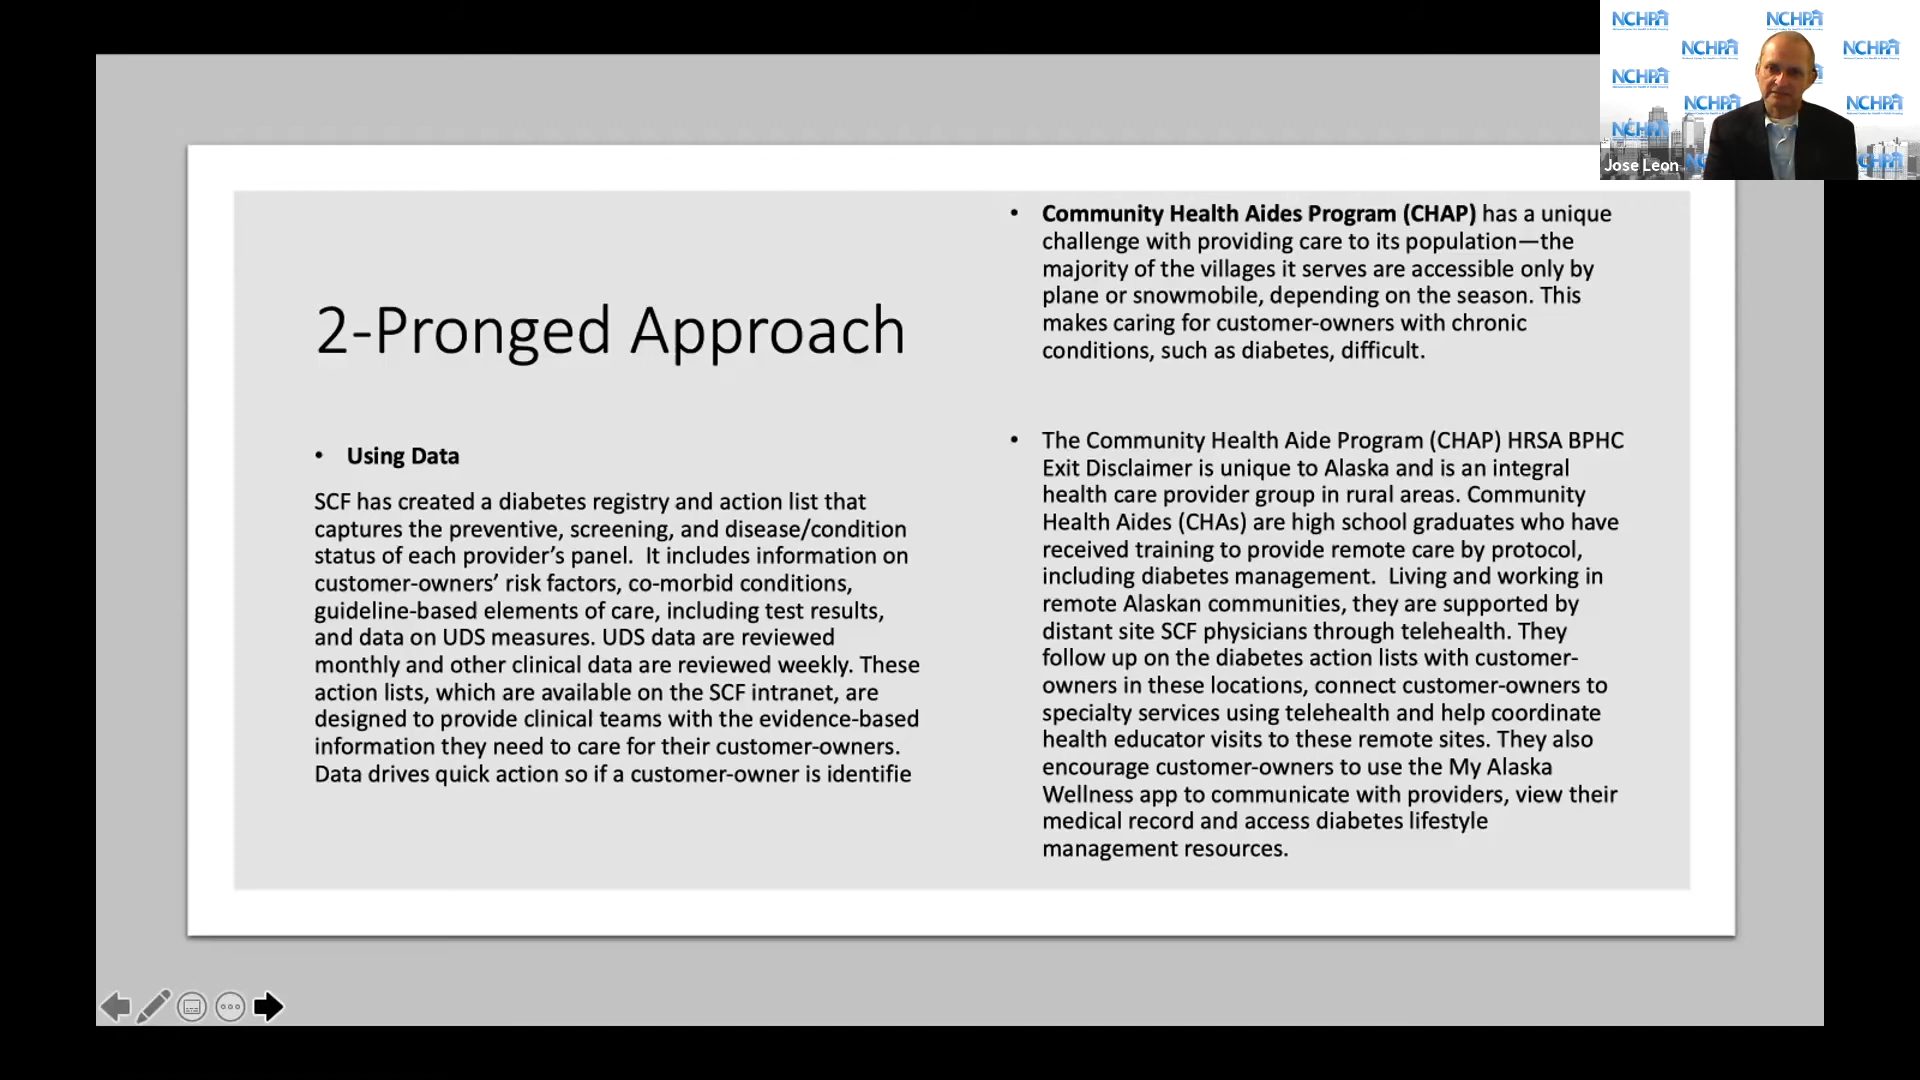 2-Pronged Approach
• Using Data
SCF has created a diabetes registry and action list that
captures the preventive, screening, and disease/condition
status of each provider’s panel.  It includes information on
customer-owners’ risk factors, co-morbid conditions,
guideline-based elements of care, including test results,
and data on UDS measures. UDS data are reviewed
monthly and other clinical data are reviewed weekly. These
action lists, which are available on the SCF intranet, are
designed to provide clinical teams with the evidence-based
information they need to care for their customer-owners.
Data drives quick action so if a customer-owner is identifie
• Community Health Aides Program (CHAP) has a unique
challenge with providing care to its population—the
majority of the villages it serves are accessible only by
plane or snowmobile, depending on the season. This
makes caring for customer-owners with chronic
conditions, such as diabetes, difficult.
• The Community Health Aide Program (CHAP) HRSA BPHC
Exit Disclaimer is unique to Alaska and is an integral
health care provider group in rural areas. Community
Health Aides (CHAs) are high school graduates who have
received training to provide remote care by protocol,
including diabetes management.  Living and working in
remote Alaskan communities, they are supported by
distant site SCF physicians through telehealth. They
follow up on the diabetes action lists with customer-
owners in these locations, connect customer-owners to
specialty services using telehealth and help coordinate
health educator visits to these remote sites. They also
encourage customer-owners to use the My Alaska
Wellness app to communicate with providers, view their
medical record and access diabetes lifestyle
management resources.
NCHPH
NCHPH
NCHPH
NCHPH
NCHPH
NCHPH
NCHPH
Jose Leon